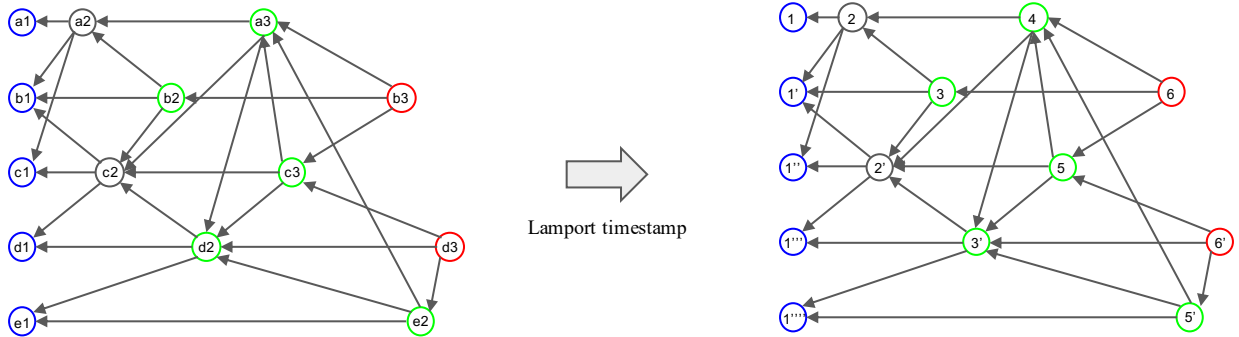 a1 a2 a3 1 2 4
b1 b2 b3 1' 3 6
c1 c2 c3 1'' 2' 5
Lamport timestamp
d1 d2 d3 1''' 3' 6'
e1 e2 1'''' 5'